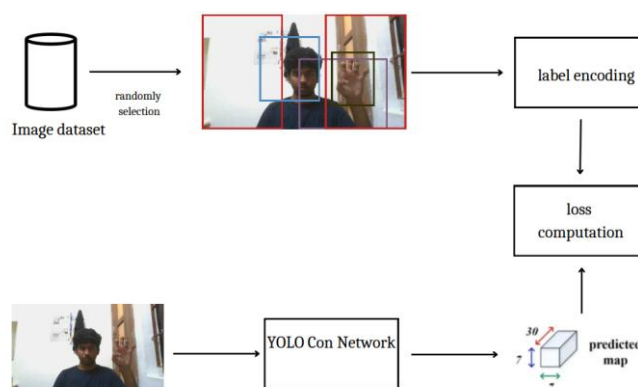 Image dataset
randomly
selection
label encoding
loss
computation
YOLO Con Network
30
7
predicted
map